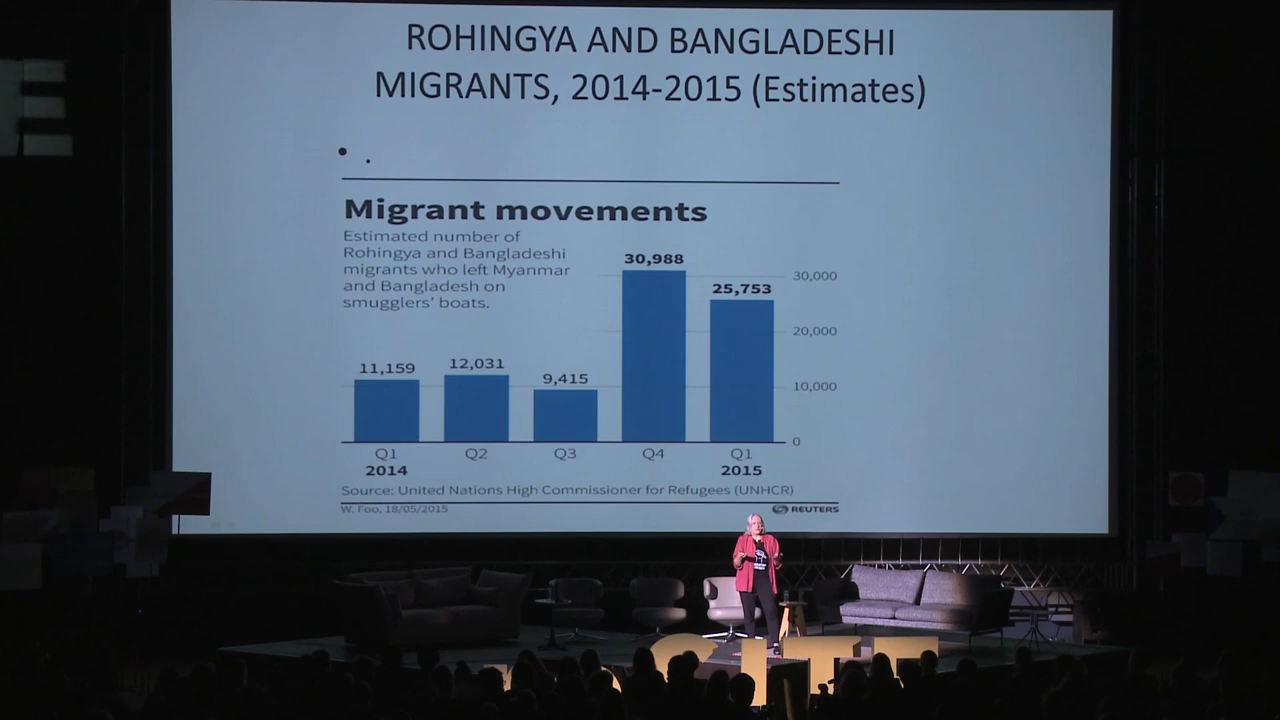 ROHINGYA AND BANGLADESHI
MIGRANTS, 2014-2015 (Estimates)
Migrant movements
Estimated number of
Rohingya and Bangladeshi
migrants who left Myanmar
and Bangladesh on
smugglers' boats.
30,988
30,000
25,753
20,000
11,159
12,031
9,415
10,000
0
Q1
Q2
Q3
Q4
Q1
2014
2015
Source: United Nations High Commissioner for Refugees (UNHCR)
W. Foo, 18/05/2015
REUTERS